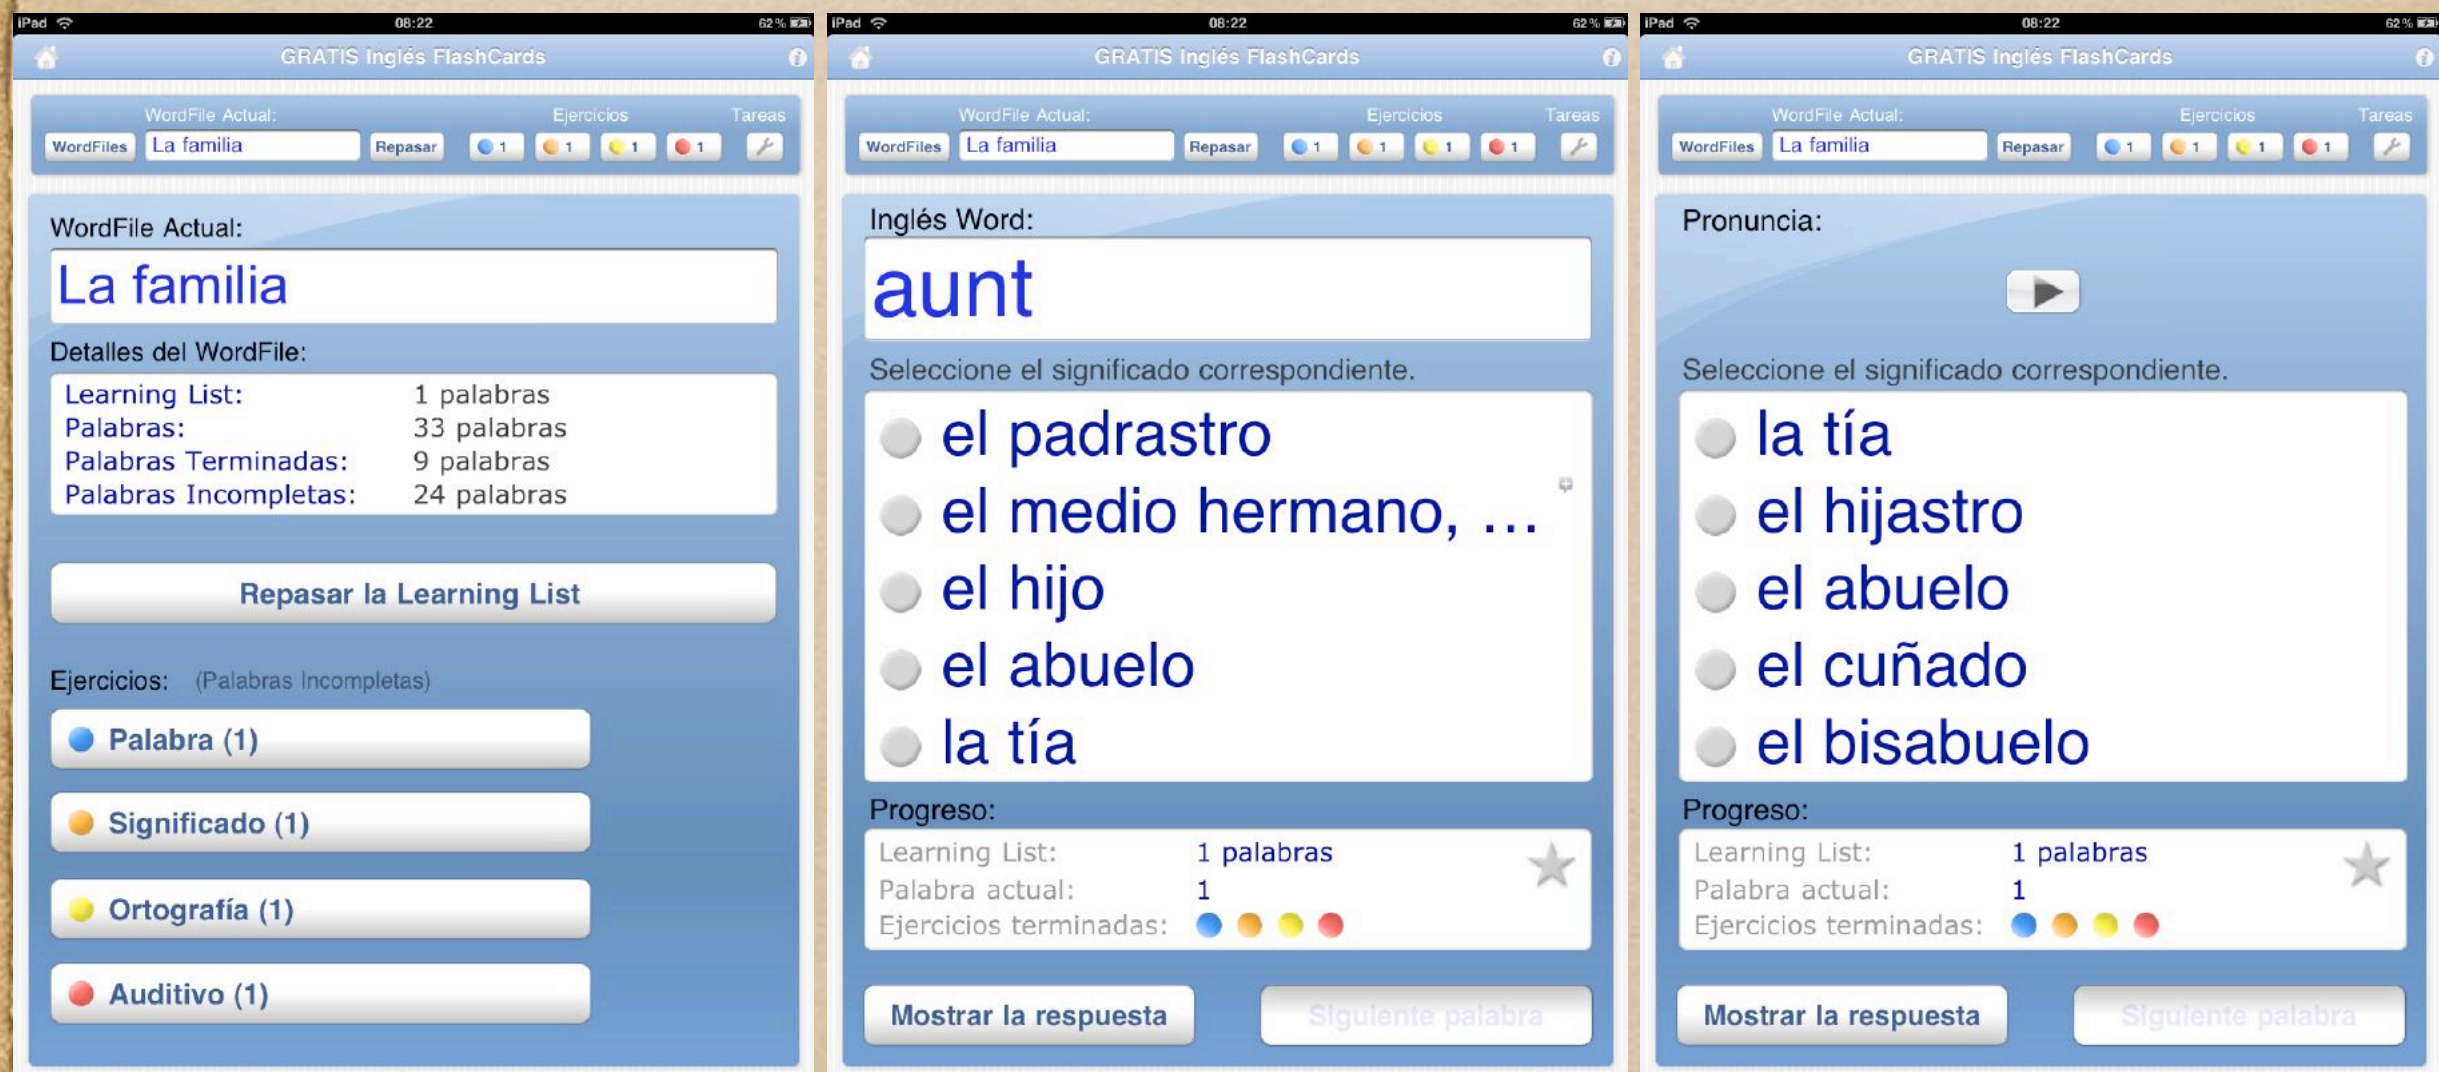 iPad 08:22 62%
GRATIS Inglés FlashCards
WordFile Actual: Ejercicios Tareas
WordFiles La familia Repasar 1 1 1 1
WordFile Actual:
La familia
Detalles del WordFile:
Learning List: 1 palabras
Palabras: 33 palabras
Palabras Terminadas: 9 palabras
Palabras Incompletas: 24 palabras
Repasar la Learning List
Ejercicios: (Palabras Incompletas)
Palabra (1)
Significado (1)
Ortografía (1)
Auditivo (1)
iPad 08:22 62%
GRATIS Inglés FlashCards
WordFile Actual: Ejercicios Tareas
WordFiles La familia Repasar 1 1 1 1
Inglés Word:
aunt
Seleccione el significado correspondiente.
el padrastro
el medio hermano, ...
el hijo
el abuelo
la tía
Progreso:
Learning List: 1 palabras
Palabra actual: 1
Ejercicios terminadas:
Mostrar la respuesta Siguiente palabra
iPad 08:22 62%
GRATIS Inglés FlashCards
WordFile Actual: Ejercicios Tareas
WordFiles La familia Repasar 1 1 1 1
Pronuncia:
Seleccione el significado correspondiente.
la tía
el hijastro
el abuelo
el cuñado
el bisabuelo
Progreso:
Learning List: 1 palabras
Palabra actual: 1
Ejercicios terminadas:
Mostrar la respuesta Siguiente palabra